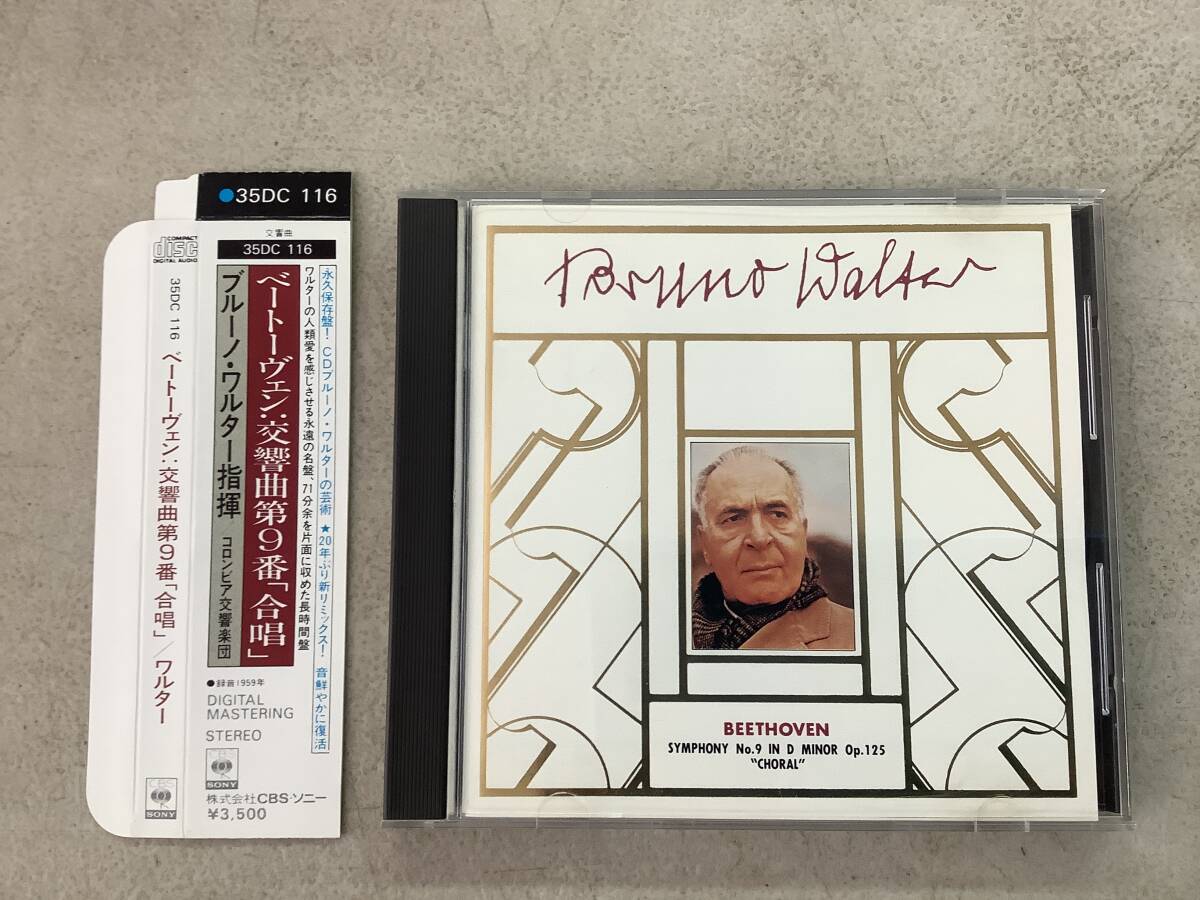 ●35DC 116
COMPACT
disc
DIGITAL AUDIO
35DC 116 ベートーヴェン:交響曲第9番「合唱」/ワルター
CBS
SONY
交響曲
35DC 116
永久保存盤! CDブルーノ・ワルターの芸術 ★20年ぶり新リミックス! 音鮮やかに復活
ワルターの人類愛を感じさせる永遠の名盤、71分余を片面に収めた長時間盤
ベートーヴェン:交響曲第9番「合唱」
ブルーノ・ワルター指揮 コロンビア交響楽団
●録音1959年
DIGITAL
MASTERING
STEREO
CBS
SONY
株式会社CBS・ソニー
¥3,500
Bruno Walter
BEETHOVEN
SYMPHONY No.9 IN D MINOR Op.125
"CHORAL"